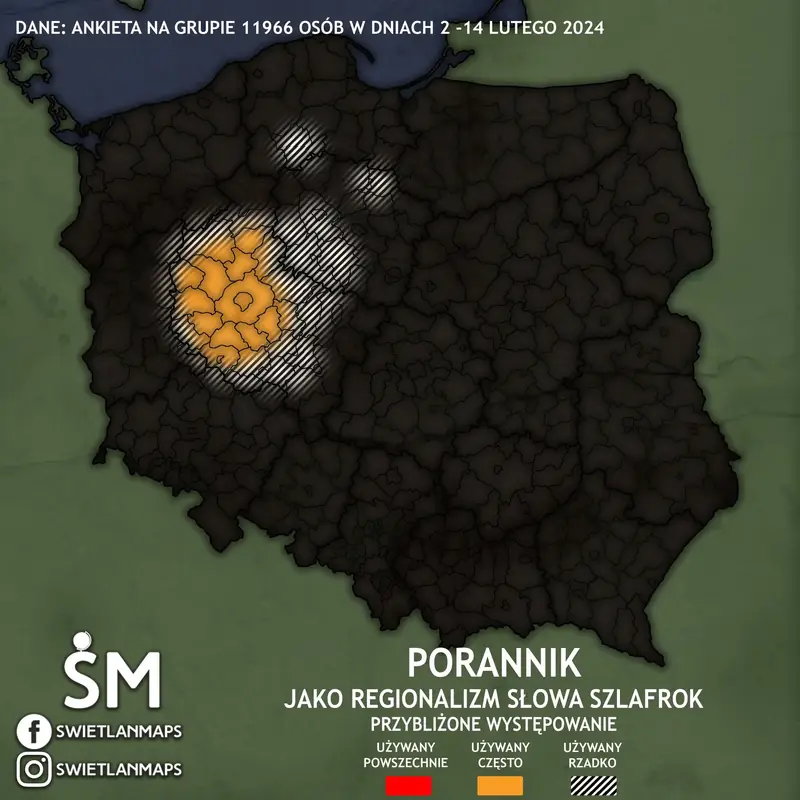 DANE: ANKIETA NA GRUPIE 11966 OSÓB W DNIACH 2 -14 LUTEGO 2024
ŚM
SWIETLANMAPS
SWIETLANMAPS
PORANNIK
JAKO REGIONALIZM SŁOWA SZLAFROK
PRZYBLIŻONE WYSTĘPOWANIE
UŻYWANY POWSZECHNIE
UŻYWANY CZĘSTO
UŻYWANY RZADKO